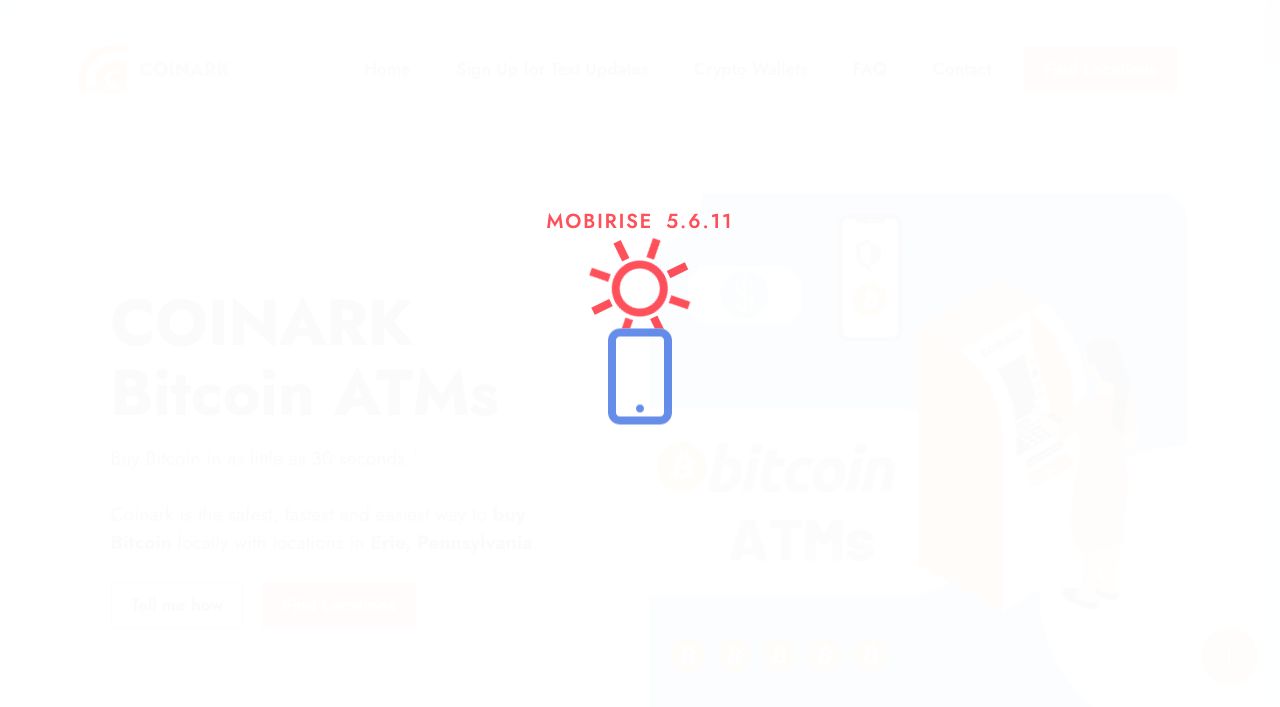 COINARK
Home
Sign Up for Text Updates
Crypto Wallets
FAQ
Contact
MOBIRISE 5.6.11
COINARK
Bitcoin ATMs
Buy Bitcoin in as little as 30 seconds.
Coinark is the safest, fastest and easiest way to buy
Bitcoin locally with locations in Erie, Pennsylvania.
Tell me how
bitcoin
ATMs